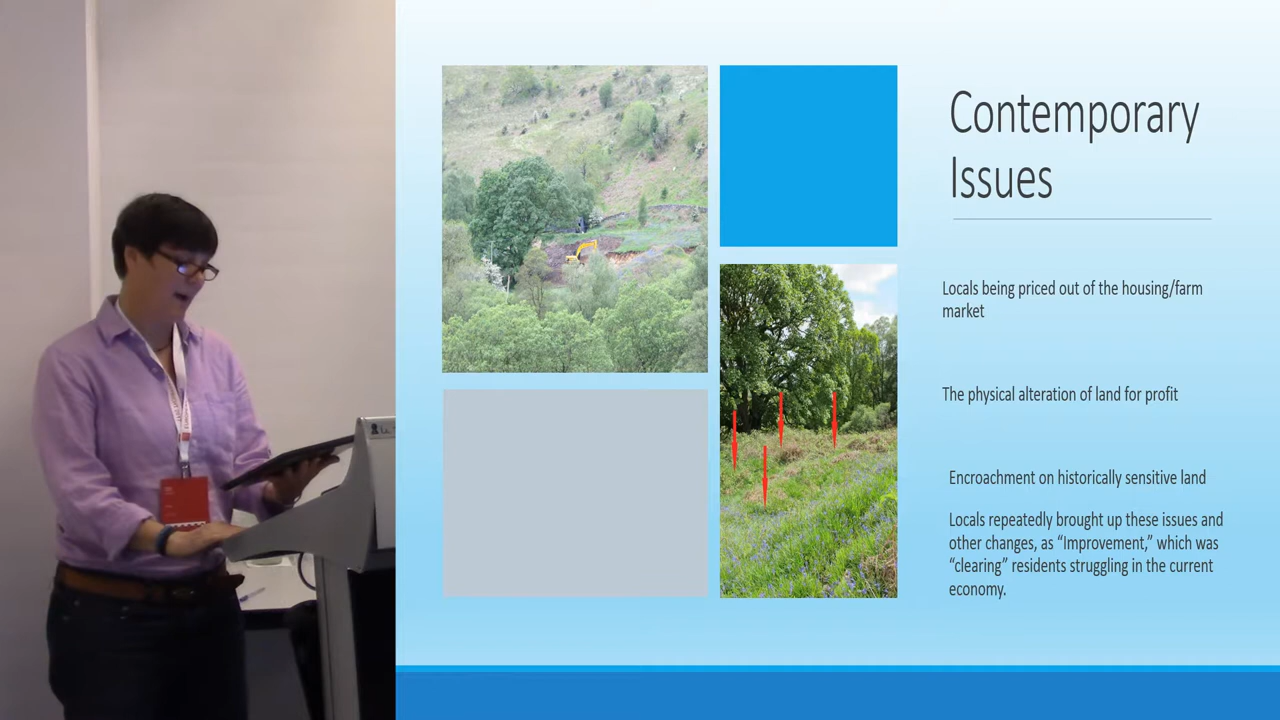 Contemporary
Issues
Locals being priced out of the housing/farm
market
The physical alteration of land for profit
Encroachment on historically sensitive land
Locals repeatedly brought up these issues and
other changes, as “Improvement,” which was
“clearing” residents struggling in the current
economy.